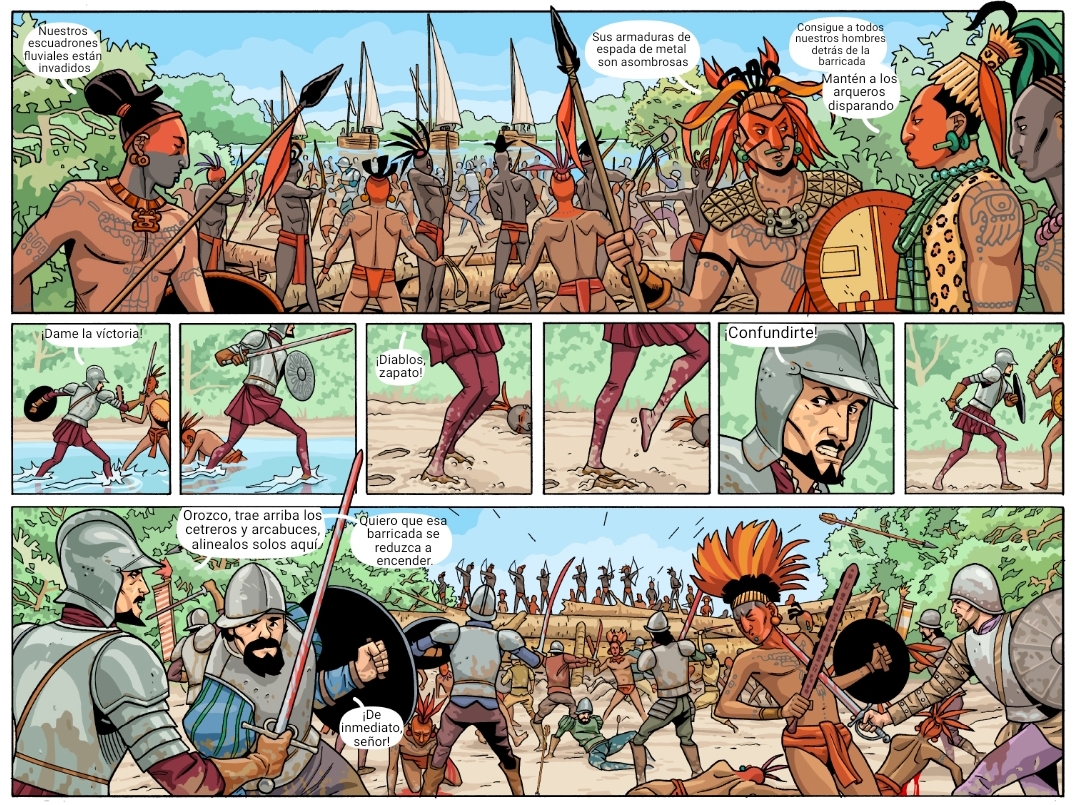 Nuestros
escuadrones
fluviales están
invadidos
Sus armaduras de
espada de metal
son asombrosas
Consigue a todos
nuestros hombres
detrás de la
barricada
Mantén a los
arqueros
disparando
¡Dame la víctoria!
¡Diablos,
zapato!
¡Confundirte!
Orozco, trae arriba los
cetreros y arcabuces,
alinealos solos aquí.
Quiero que esa
barricada se
reduzca a
encender.
¡De
inmediato,
señor!